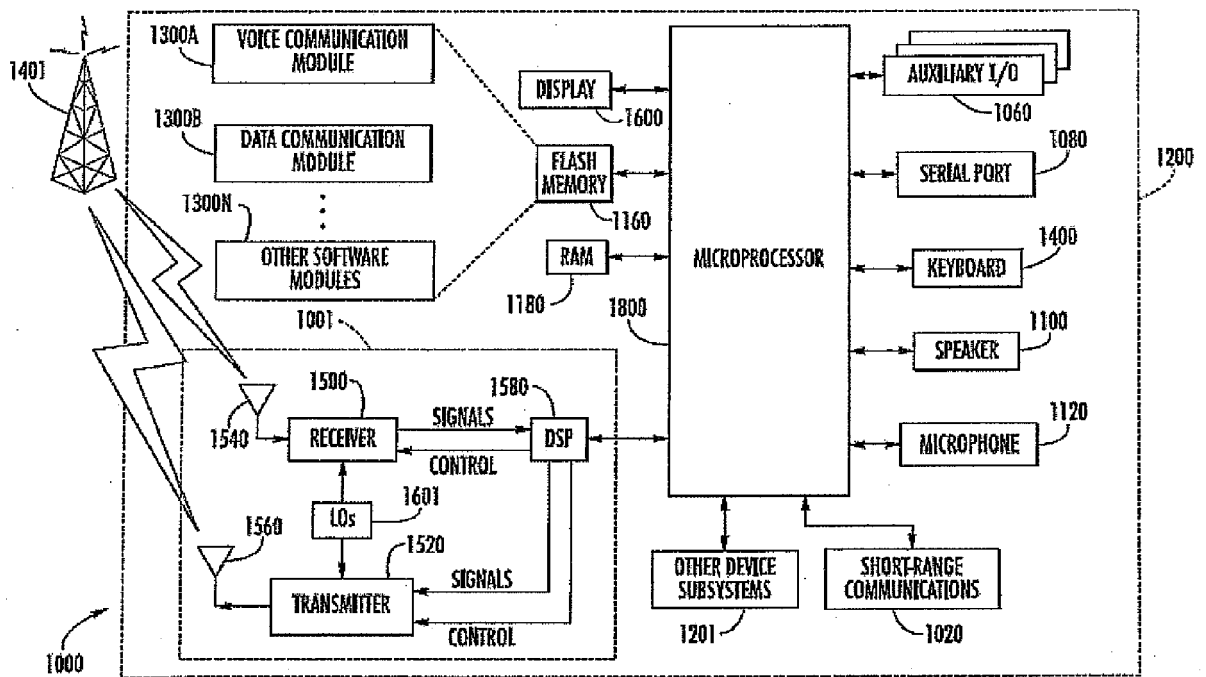 1300A
VOICE COMMUNICATION
MODULE
1401
DISPLAY
1600
AUXILIARY I/O
1060
1300B
DATA COMMUNICATION
MODULE
FLASH
MEMORY
1160
SERIAL PORT
1080
1200
1300N
OTHER SOFTWARE
MODULES
RAM
1180
MICROPROCESSOR
1800
KEYBOARD
1400
1001
SPEAKER
1100
1540
1500
RECEIVER
SIGNALS
CONTROL
1580
DSP
MICROPHONE
1120
LOs
1601
1560
1520
TRANSMITTER
SIGNALS
CONTROL
OTHER DEVICE
SUBSYSTEMS
1201
SHORT-RANGE
COMMUNICATIONS
1020
1000